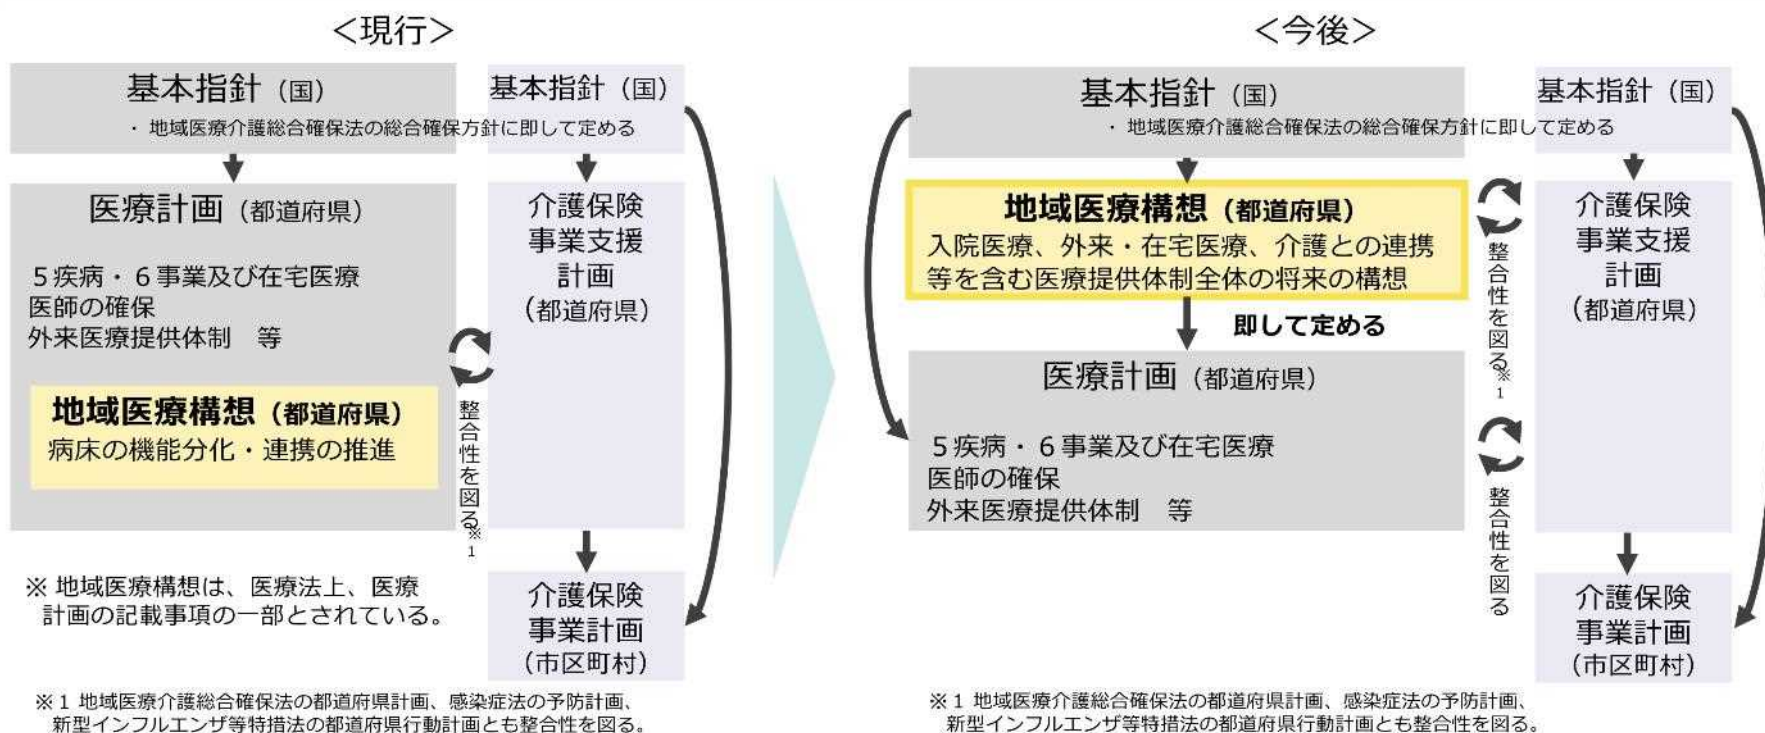 ＜現行＞
基本指針（国）
基本指針（国）
・ 地域医療介護総合確保法の総合確保方針に即して定める
医療計画（都道府県）
５疾病・６事業及び在宅医療
医師の確保
外来医療提供体制　等
地域医療構想（都道府県）
病床の機能分化・連携の推進
整合性を図る※1
介護保険
事業支援
計画
（都道府県）
介護保険
事業計画
（市区町村）
※ 地域医療構想は、医療法上、医療
計画の記載事項の一部とされている。
※１ 地域医療介護総合確保法の都道府県計画、感染症法の予防計画、
新型インフルエンザ等特措法の都道府県行動計画とも整合性を図る。
＜今後＞
基本指針（国）
基本指針（国）
・ 地域医療介護総合確保法の総合確保方針に即して定める
地域医療構想（都道府県）
入院医療、外来・在宅医療、介護との連携
等を含む医療提供体制全体の将来の構想
即して定める
医療計画（都道府県）
５疾病・６事業及び在宅医療
医師の確保
外来医療提供体制　等
整合性を図る※1
整合性を図る
介護保険
事業支援
計画
（都道府県）
介護保険
事業計画
（市区町村）
※１ 地域医療介護総合確保法の都道府県計画、感染症法の予防計画、
新型インフルエンザ等特措法の都道府県行動計画とも整合性を図る。